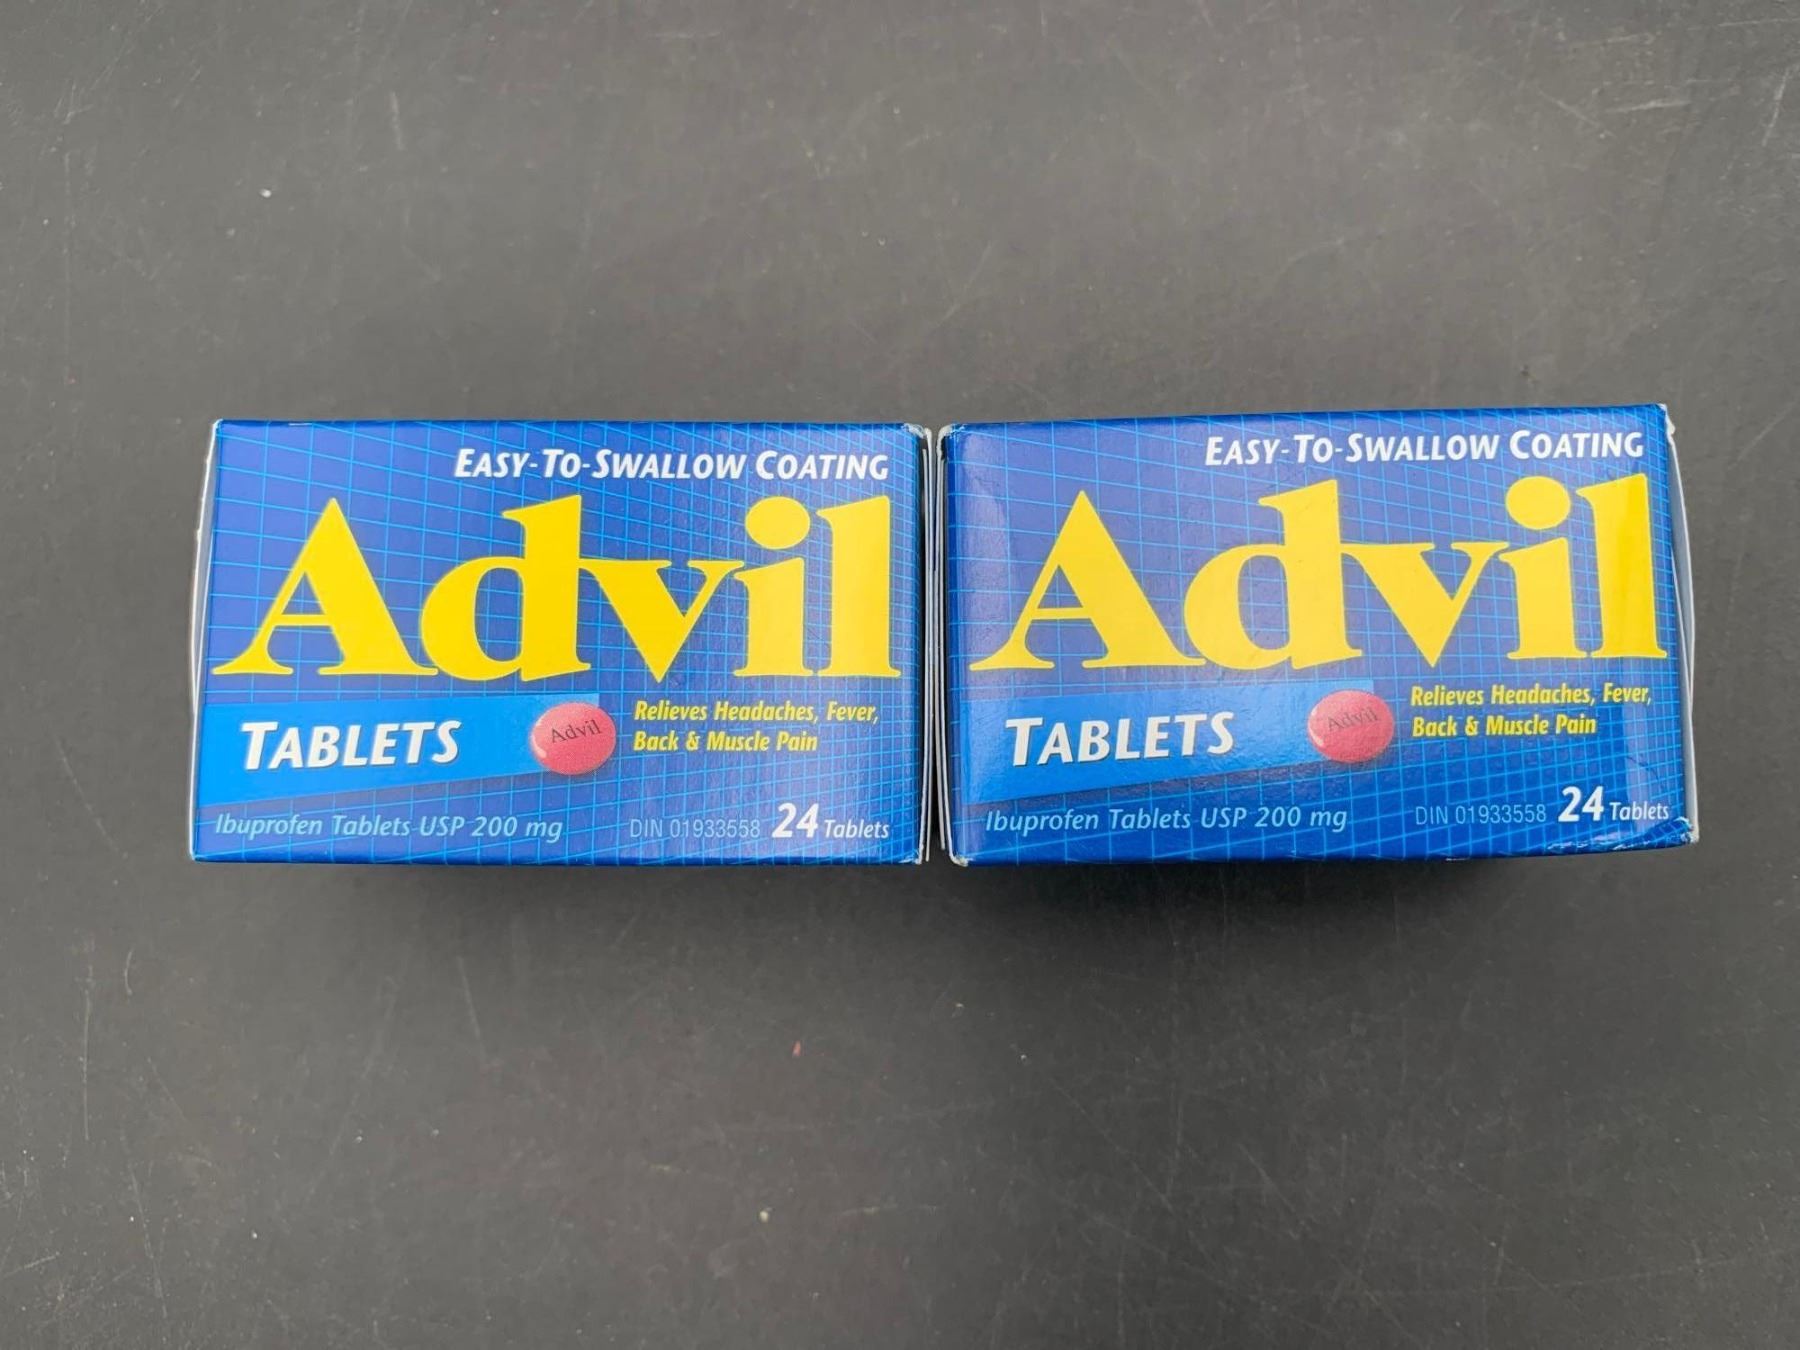 EASY-TO-SWALLOW COATING
Advil
TABLETS
Advil
Relieves Headaches, Fever,
Back & Muscle Pain
Ibuprofen Tablets USP 200 mg
DIN 01933558 24 Tablets
EASY-TO-SWALLOW COATING
Advil
TABLETS
Advil
Relieves Headaches, Fever,
Back & Muscle Pain
Ibuprofen Tablets USP 200 mg
DIN 01933558 24 Tablets